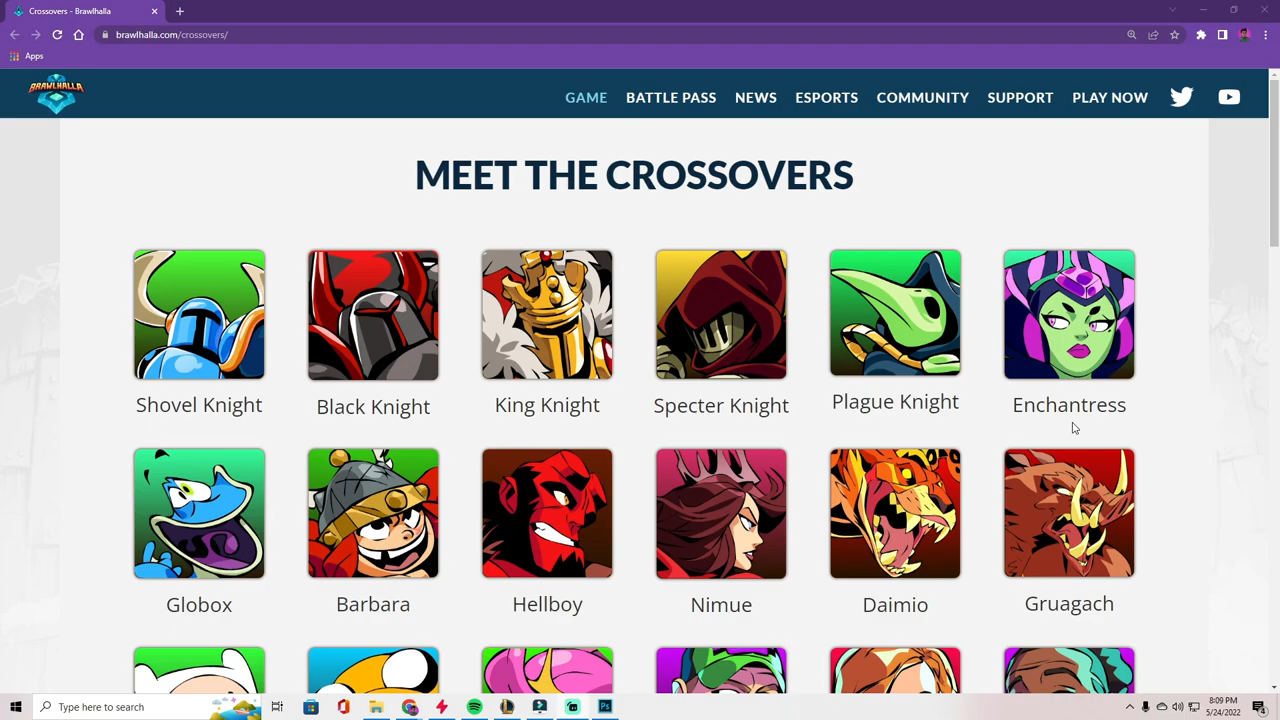 Crossovers - Brawlhalla
brawlhalla.com/crossovers/
Apps
BRAWLHALLA
GAME BATTLE PASS NEWS ESPORTS COMMUNITY SUPPORT PLAY NOW
MEET THE CROSSOVERS
Shovel Knight Black Knight King Knight Specter Knight Plague Knight Enchantress
Globox Barbara Hellboy Nimue Daimio Gruagach
Type here to search
Ps
8:09 PM
5/24/2022
4